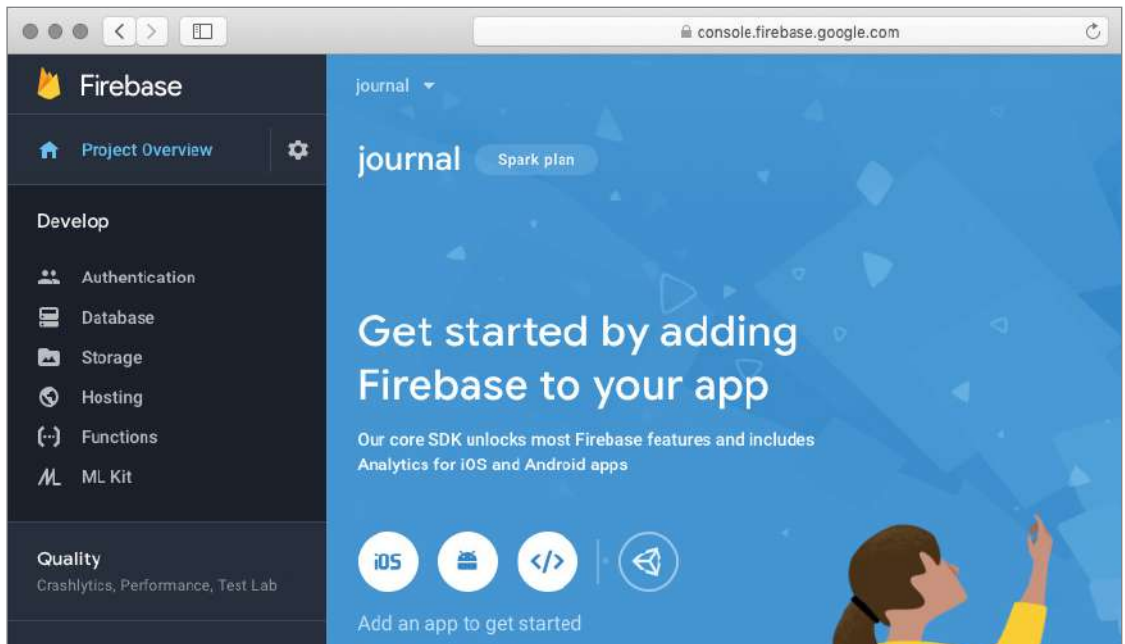 console.firebase.google.com
Firebase
Project Overview
Develop
Authentication
Database
Storage
Hosting
Functions
ML Kit
Quality
Crashlytics, Performance, Test Lab
journal
journal Spark plan
Get started by adding
Firebase to your app
Our core SDK unlocks most Firebase features and includes
Analytics for iOS and Android apps
iOS
Add an app to get started